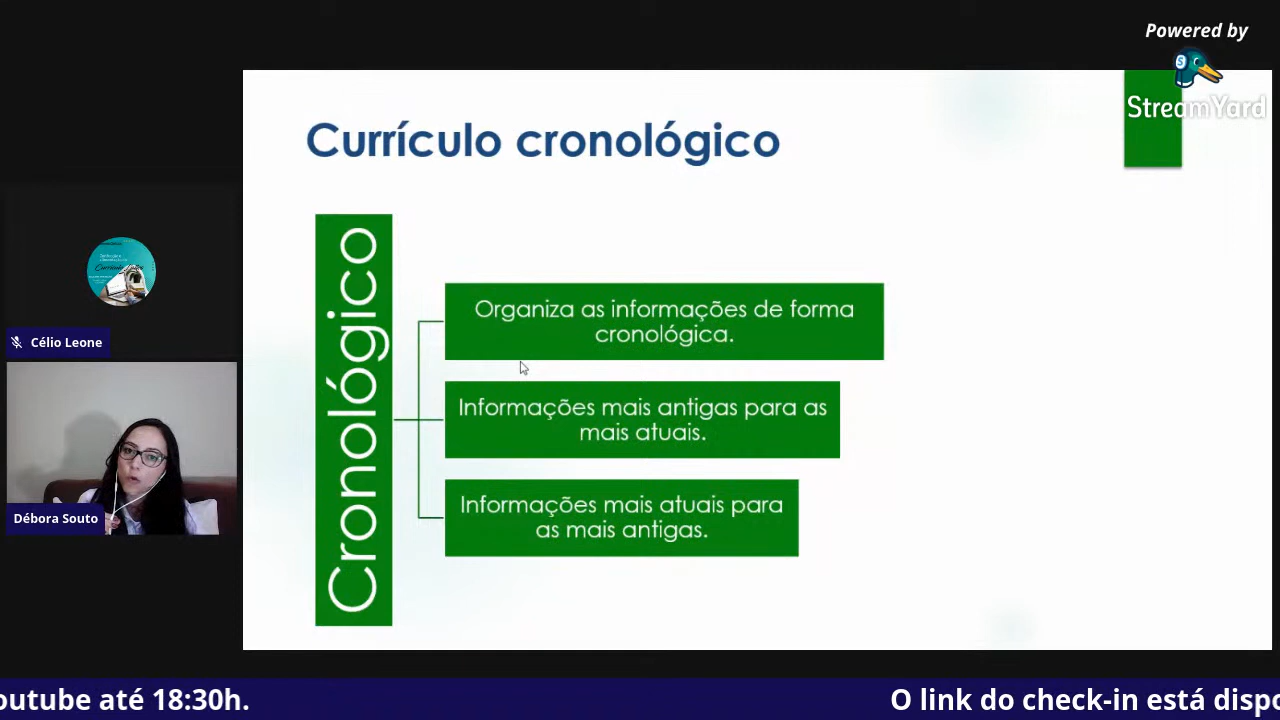 Powered by
StreamYard
Currículo cronológico
Cronológico
Organiza as informações de forma
cronológica.
Informações mais antigas para as
mais atuais.
Informações mais atuais para
as mais antigas.
Célio Leone
Débora Souto
outube até 18:30h.
O link do check-in está dispo